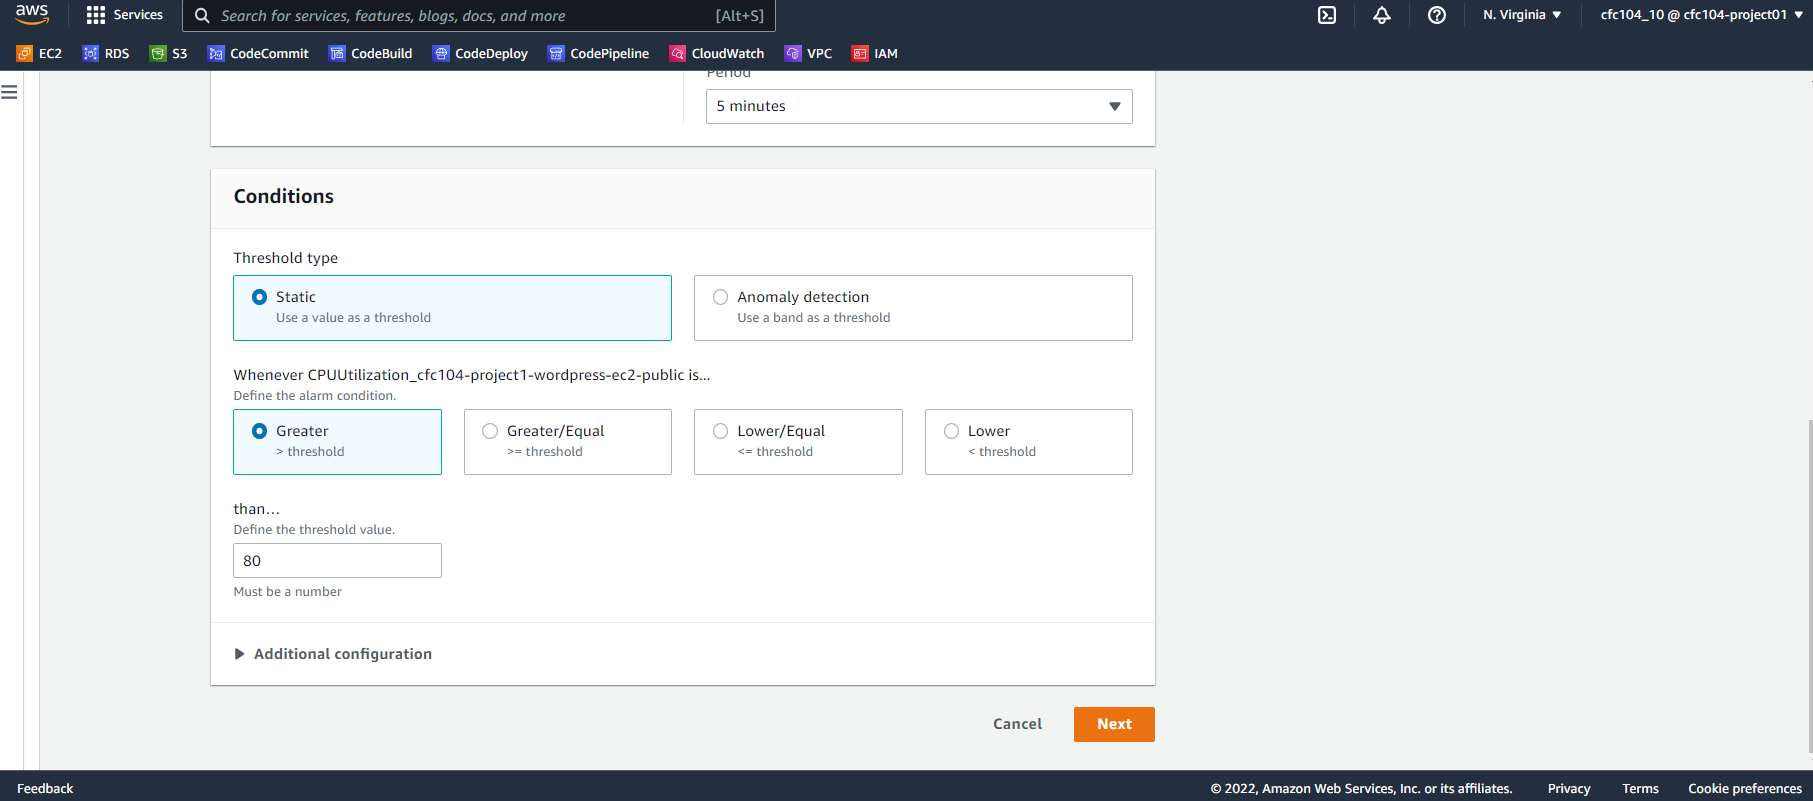 aws Services Search for services, features, blogs, docs, and more [Alt+S] N. Virginia ▼ cfc104_10 @ cfc104-project01 ▼
EC2 RDS S3 CodeCommit CodeBuild CodeDeploy CodePipeline CloudWatch VPC IAM
Period
5 minutes
Conditions
Threshold type
Static Anomaly detection
Use a value as a threshold Use a band as a threshold
Whenever CPUUtilization_cfc104-project1-wordpress-ec2-public is...
Define the alarm condition.
Greater Greater/Equal Lower/Equal Lower
> threshold >= threshold <= threshold < threshold
than...
Define the threshold value.
80
Must be a number
Additional configuration
Cancel Next
Feedback © 2022, Amazon Web Services, Inc. or its affiliates. Privacy Terms Cookie preferences